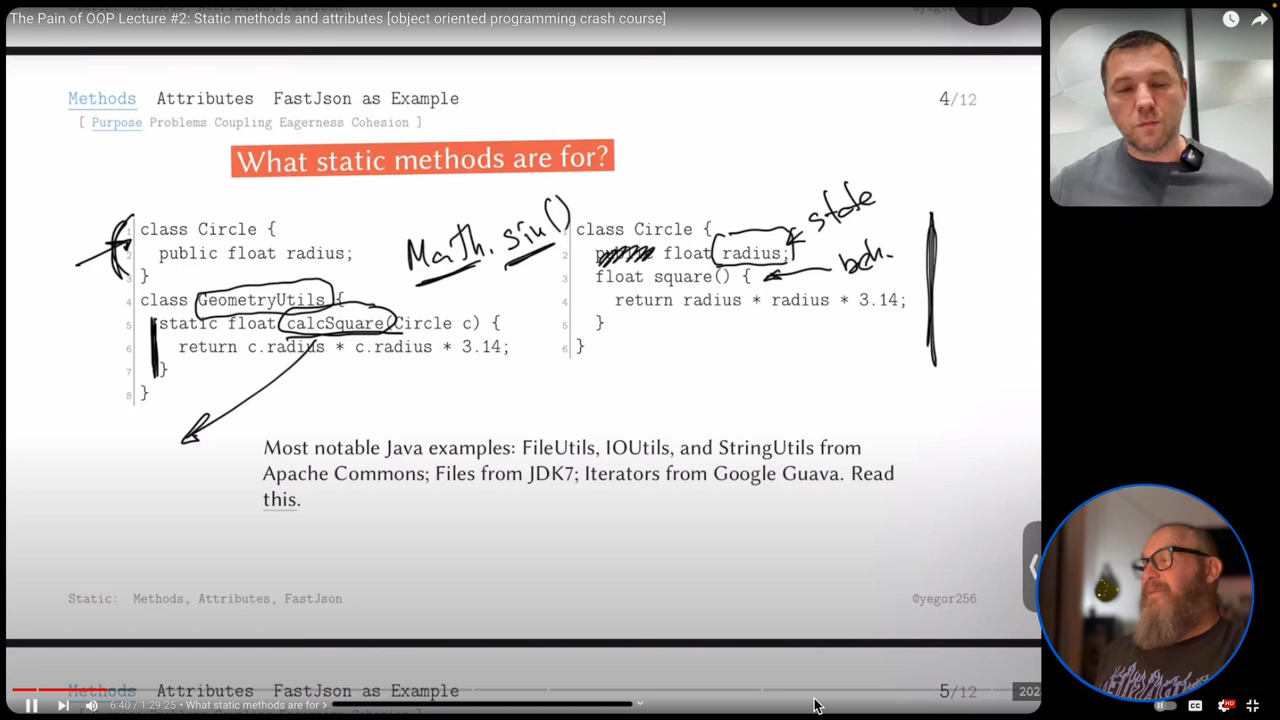 The Pain of OOP Lecture #2: Static methods and attributes [object oriented programming crash course]
Methods Attributes FastJson as Example
4/12
[ Purpose Problems Coupling Eagerness Cohesion ]
What static methods are for?
1 class Circle {
2 public float radius;
3 }
4 class GeometryUtils {
5 static float calcSquare(Circle c) {
6 return c.radius * c.radius * 3.14;
7 }
8 }
Math. sin()
class Circle {
2 float radius;
3 float square() {
4 return radius * radius * 3.14;
5 }
6 }
state
beh.
Most notable Java examples: FileUtils, IOUtils, and StringUtils from
Apache Commons; Files from JDK7; Iterators from Google Guava. Read
this.
Static: Methods, Attributes, FastJson
@yegor256
Methods Attributes FastJson as Example
5/12
6:40 / 1:29:25 • What static methods are for >
202
CC
HD